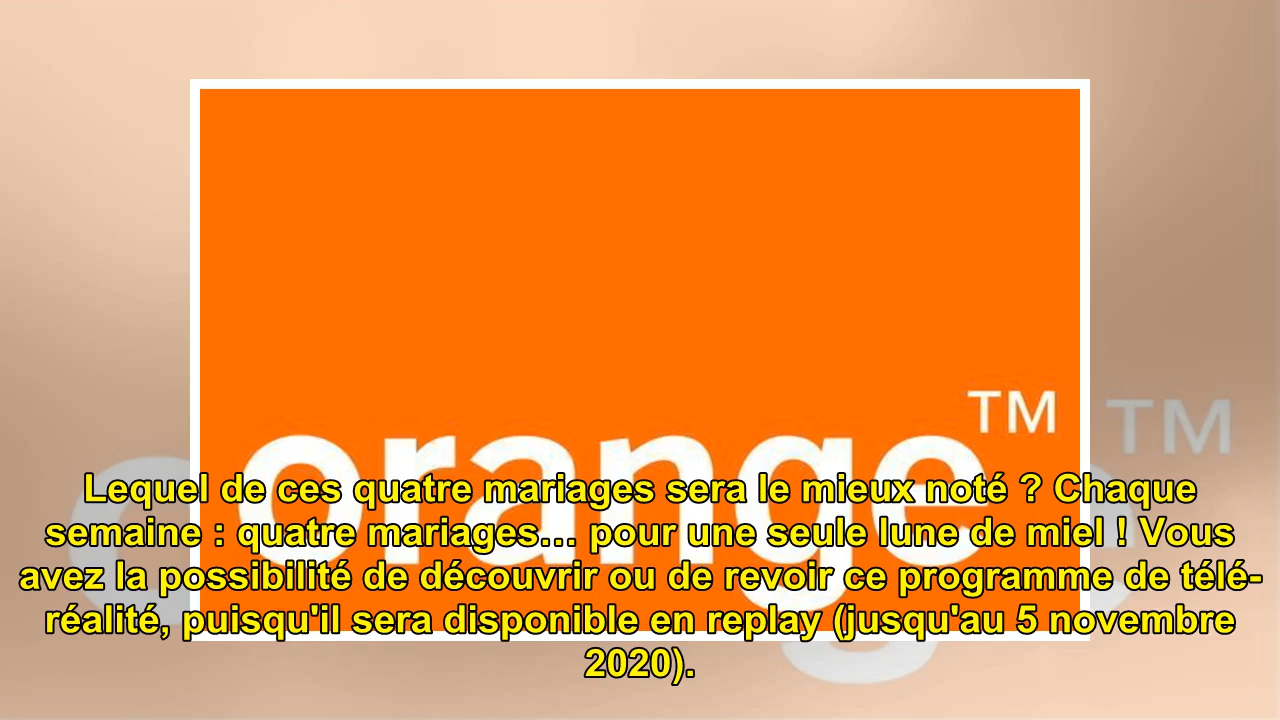 orange™
TM
Lequel de ces quatre mariages sera le mieux noté ? Chaque
semaine : quatre mariages... pour une seule lune de miel ! Vous
avez la possibilité de découvrir ou de revoir ce programme de télé-
réalité, puisqu'il sera disponible en replay (jusqu'au 5 novembre
2020).